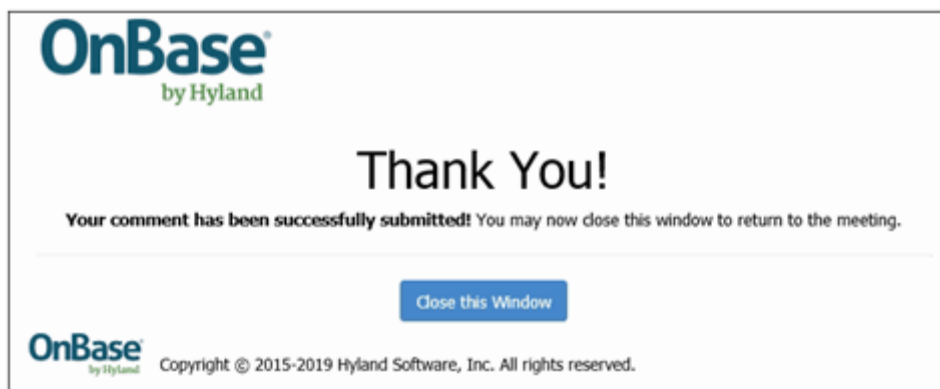 OnBase®
by Hyland
Thank You!
Your comment has been successfully submitted! You may now close this window to return to the meeting.
Close this Window
OnBase®
by Hyland
Copyright © 2015-2019 Hyland Software, Inc. All rights reserved.